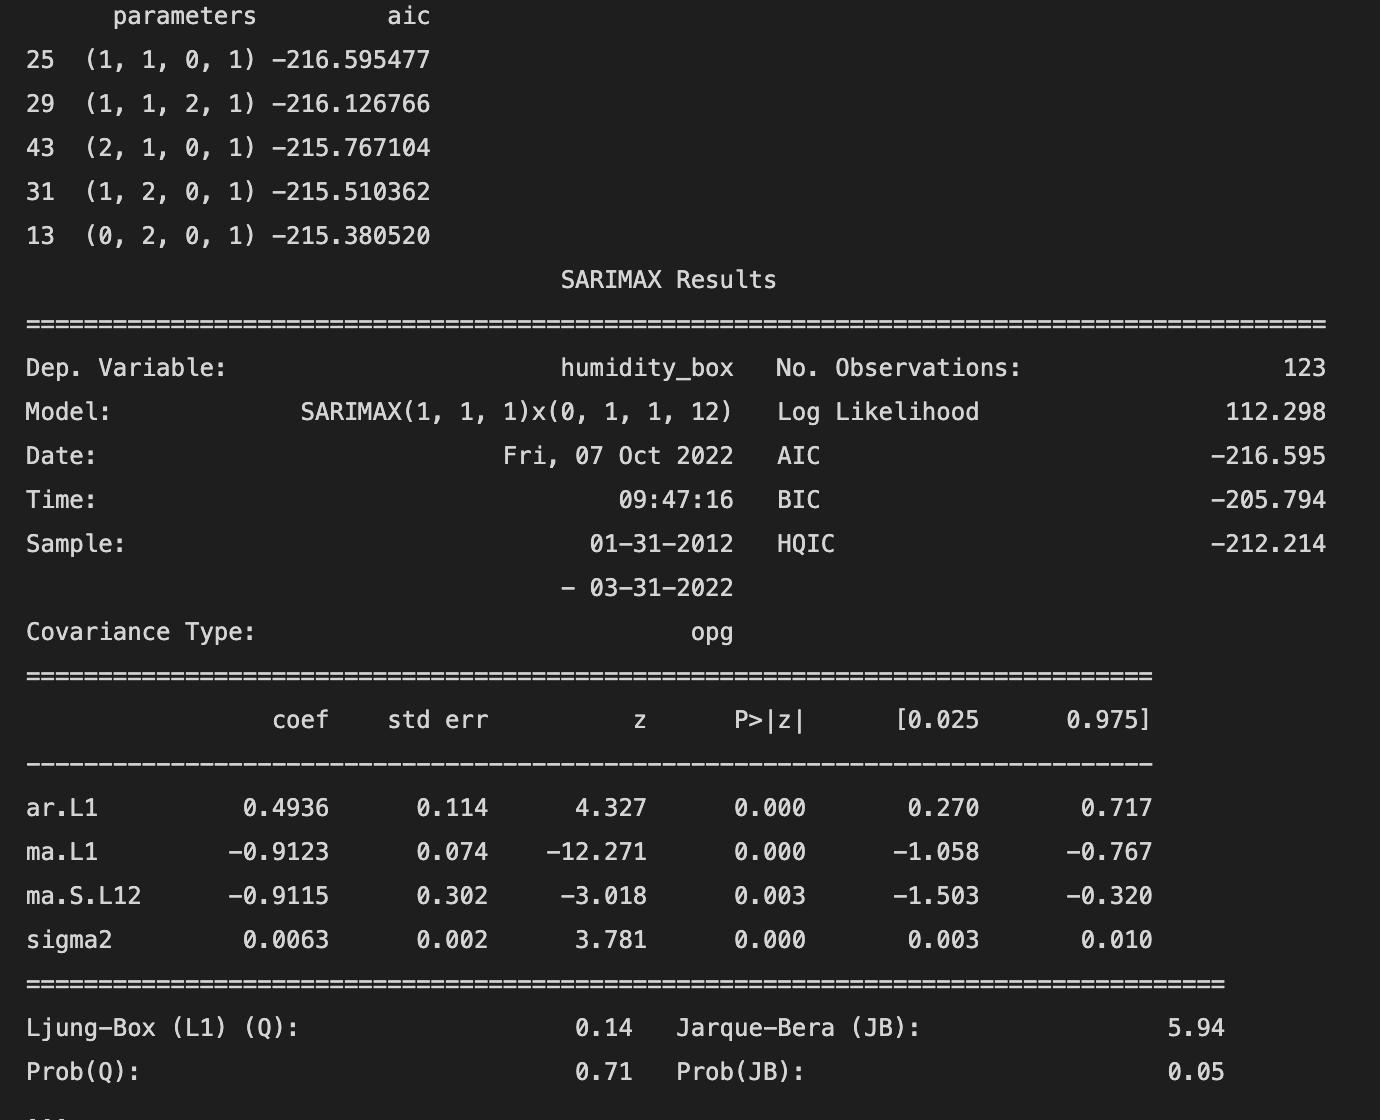 parameters aic
25 (1, 1, 0, 1) -216.595477
29 (1, 1, 2, 1) -216.126766
43 (2, 1, 0, 1) -215.767104
31 (1, 2, 0, 1) -215.510362
13 (0, 2, 0, 1) -215.380520
SARIMAX Results
==========================================================================================
Dep. Variable: humidity_box No. Observations: 123
Model: SARIMAX(1, 1, 1)x(0, 1, 1, 12) Log Likelihood 112.298
Date: Fri, 07 Oct 2022 AIC -216.595
Time: 09:47:16 BIC -205.794
Sample: 01-31-2012 HQIC -212.214
- 03-31-2022
Covariance Type: opg
==============================================================================
coef std err z P>|z| [0.025 0.975]
------------------------------------------------------------------------------
ar.L1 0.4936 0.114 4.327 0.000 0.270 0.717
ma.L1 -0.9123 0.074 -12.271 0.000 -1.058 -0.767
ma.S.L12 -0.9115 0.302 -3.018 0.003 -1.503 -0.320
sigma2 0.0063 0.002 3.781 0.000 0.003 0.010
===================================================================================
Ljung-Box (L1) (Q): 0.14 Jarque-Bera (JB): 5.94
Prob(Q): 0.71 Prob(JB): 0.05
...